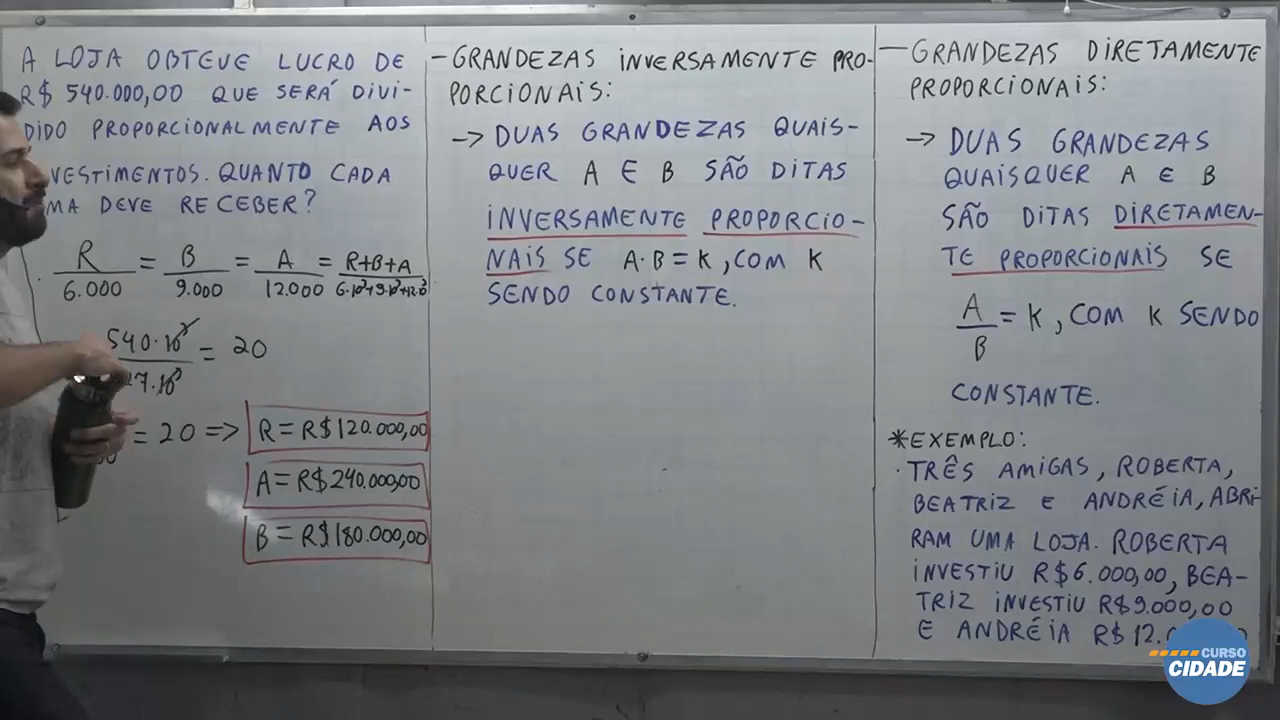 A LOJA OBTEVE LUCRO DE
R$ 540.000,00 QUE SERÁ DIVI-
DIDO PROPORCIONALMENTE AOS
VESTIMENTOS. QUANTO CADA
MA DEVE RECEBER?
R/6.000 = B/9.000 = A/12.000 = R+B+A/6·10³+9·10³+12·10³
540·10³/27·10³ = 20
= 20 => R = R$120.000,00
A = R$240.000,00
B = R$180.000,00
- GRANDEZAS INVERSAMENTE PRO-
PORCIONAIS:
-> DUAS GRANDEZAS QUAIS-
QUER A E B SÃO DITAS
INVERSAMENTE PROPORCIO-
NAIS SE A·B = K, COM K
SENDO CONSTANTE.
- GRANDEZAS DIRETAMENTE
PROPORCIONAIS:
-> DUAS GRANDEZAS
QUAISQUER A E B
SÃO DITAS DIRETAMEN-
TE PROPORCIONAIS SE
A/B = K, COM K SENDO
CONSTANTE.
*EXEMPLO:
· TRÊS AMIGAS, ROBERTA,
BEATRIZ E ANDRÉIA, ABRI-
RAM UMA LOJA. ROBERTA
INVESTIU R$6.000,00, BEA-
TRIZ INVESTIU R$9.000,00
E ANDRÉIA R$12.0
CURSO
CIDADE